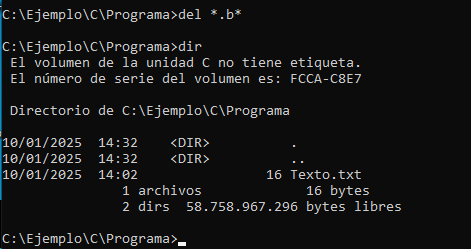 C:\Ejemplo\C\Programa>del *.b*
C:\Ejemplo\C\Programa>dir
El volumen de la unidad C no tiene etiqueta.
El número de serie del volumen es: FCCA-C8E7
Directorio de C:\Ejemplo\C\Programa
10/01/2025  14:32    <DIR>          .
10/01/2025  14:32    <DIR>          ..
10/01/2025  14:02                16 Texto.txt
1 archivos             16 bytes
2 dirs  58.758.967.296 bytes libres
C:\Ejemplo\C\Programa>